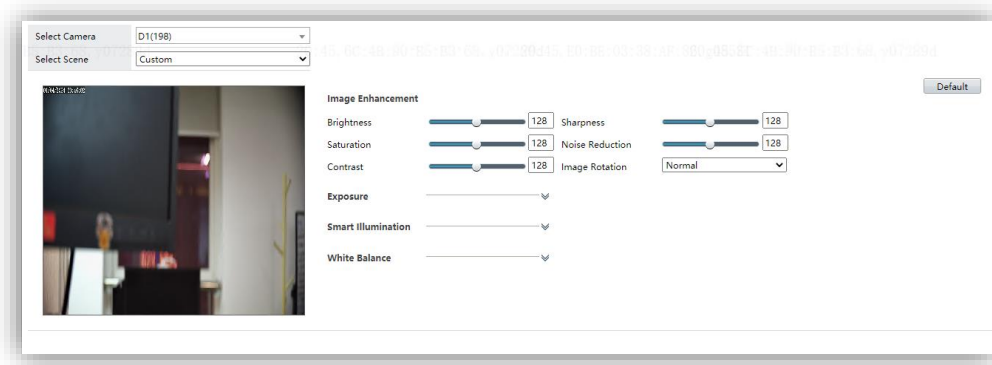 Select Camera D1(198)
Select Scene Custom
Default
Image Enhancement
Brightness 128 Sharpness 128
Saturation 128 Noise Reduction 128
Contrast 128 Image Rotation Normal
Exposure
Smart Illumination
White Balance